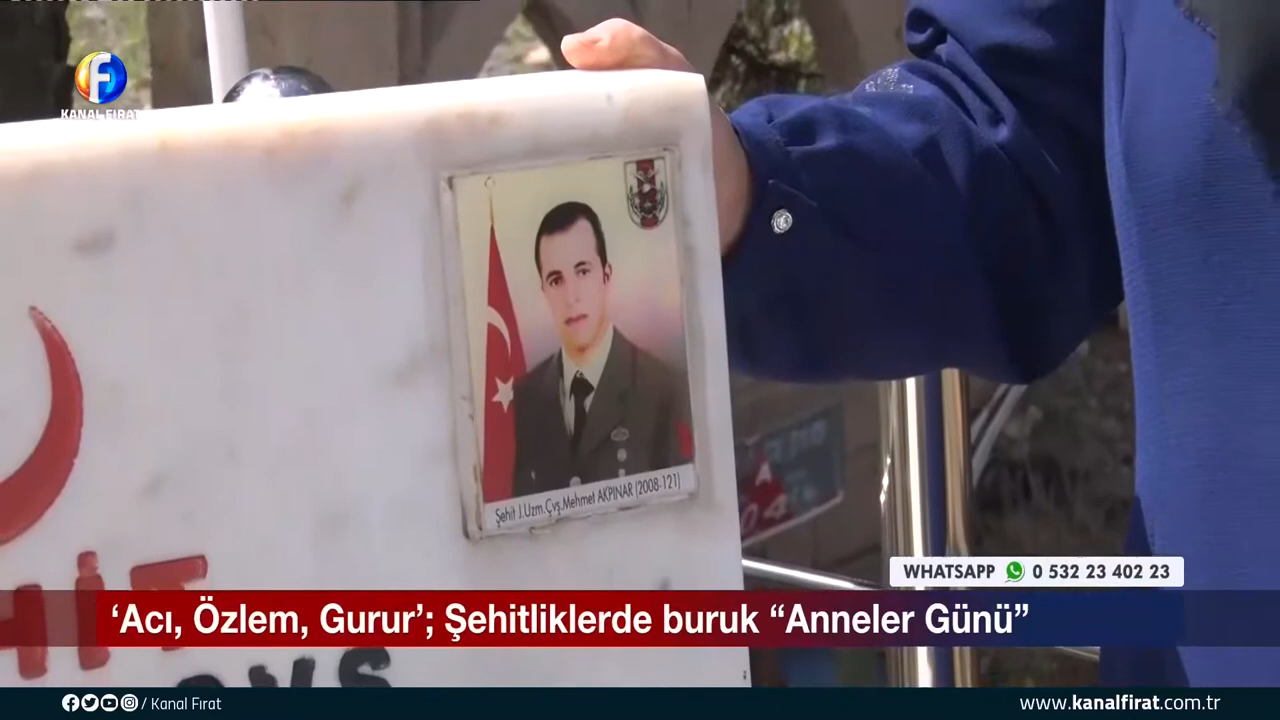 KANAL FIRAT
Şehit J.Uzm.Çvş.Mehmet AKPINAR (2008-121)
HİT
WHATSAPP 0 532 23 402 23
‘Acı, Özlem, Gurur’; Şehitliklerde buruk “Anneler Günü”
/ Kanal Fırat
www.kanalfirat.com.tr